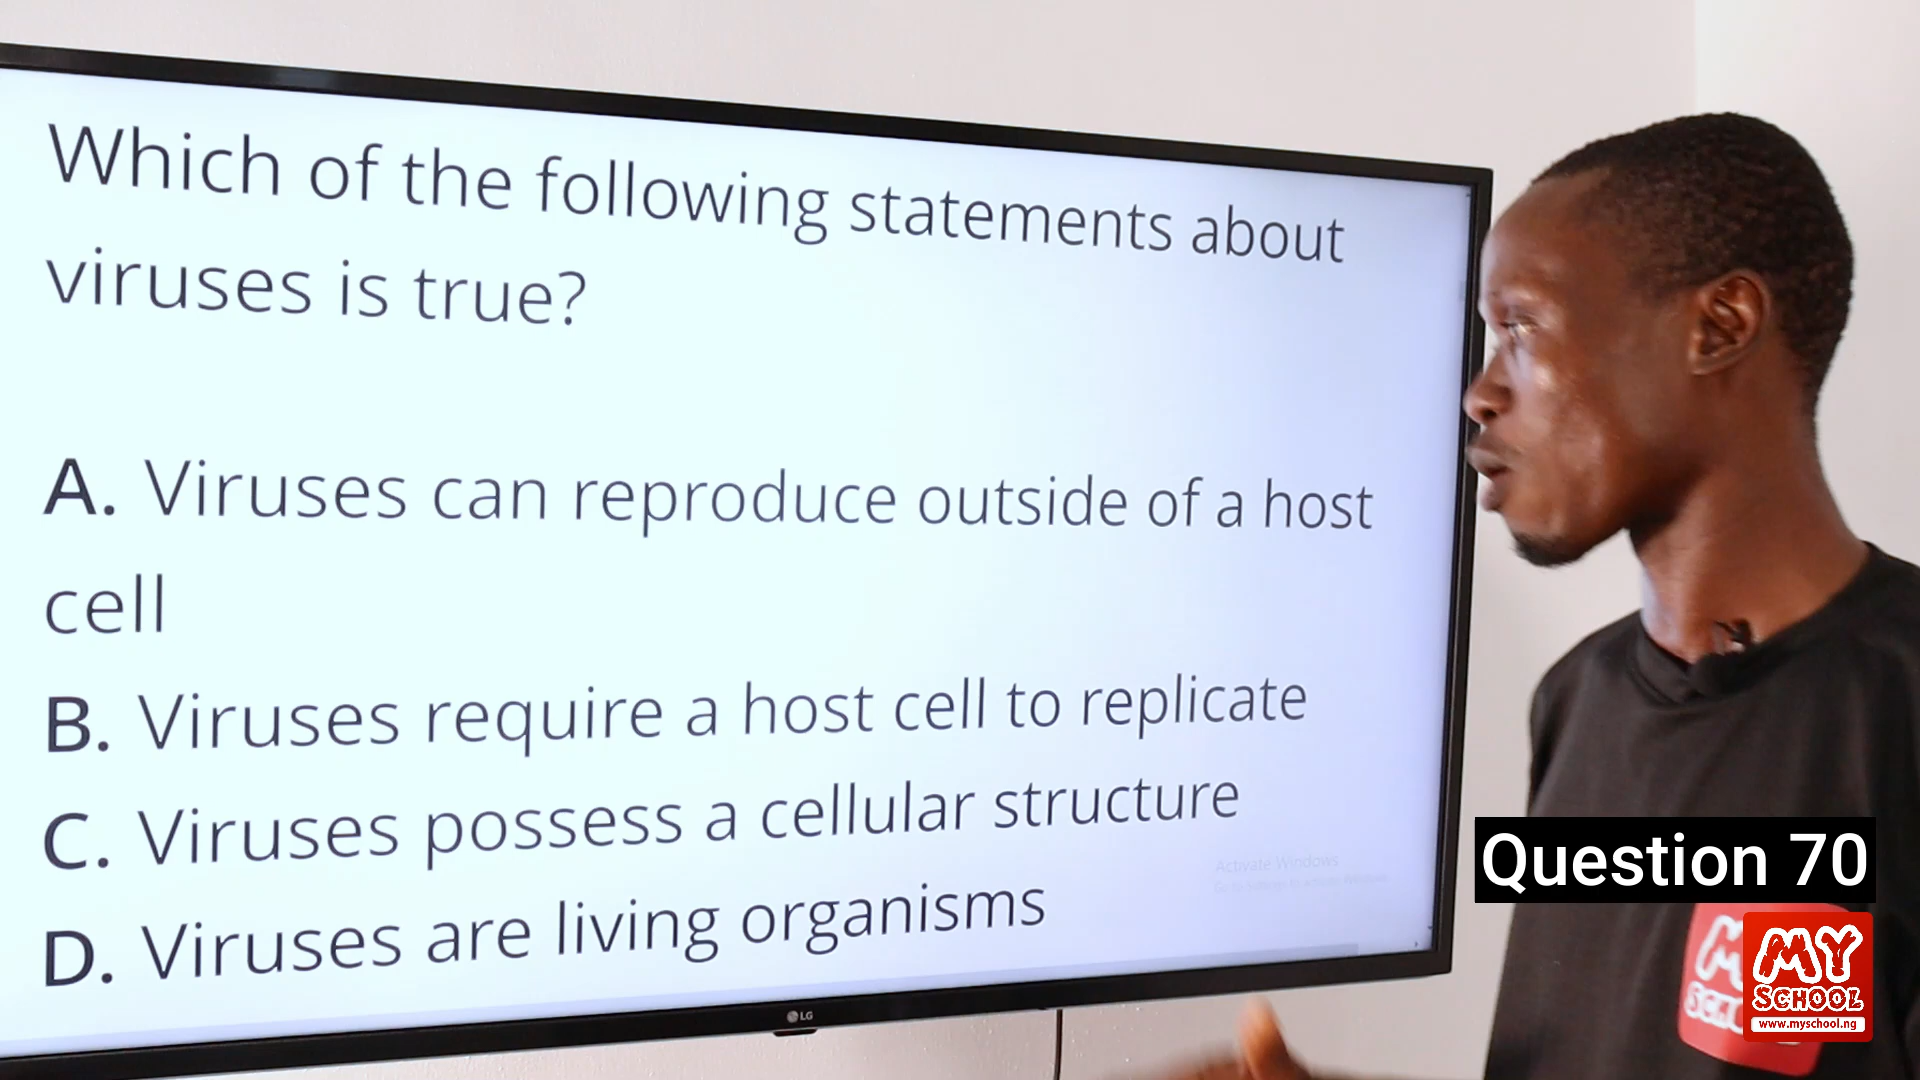 Which of the following statements about
viruses is true?
A. Viruses can reproduce outside of a host
cell
B. Viruses require a host cell to replicate
C. Viruses possess a cellular structure
D. Viruses are living organisms
Activate Windows
LG
Question 70
MY
SCHOOL
www.myschool.ng